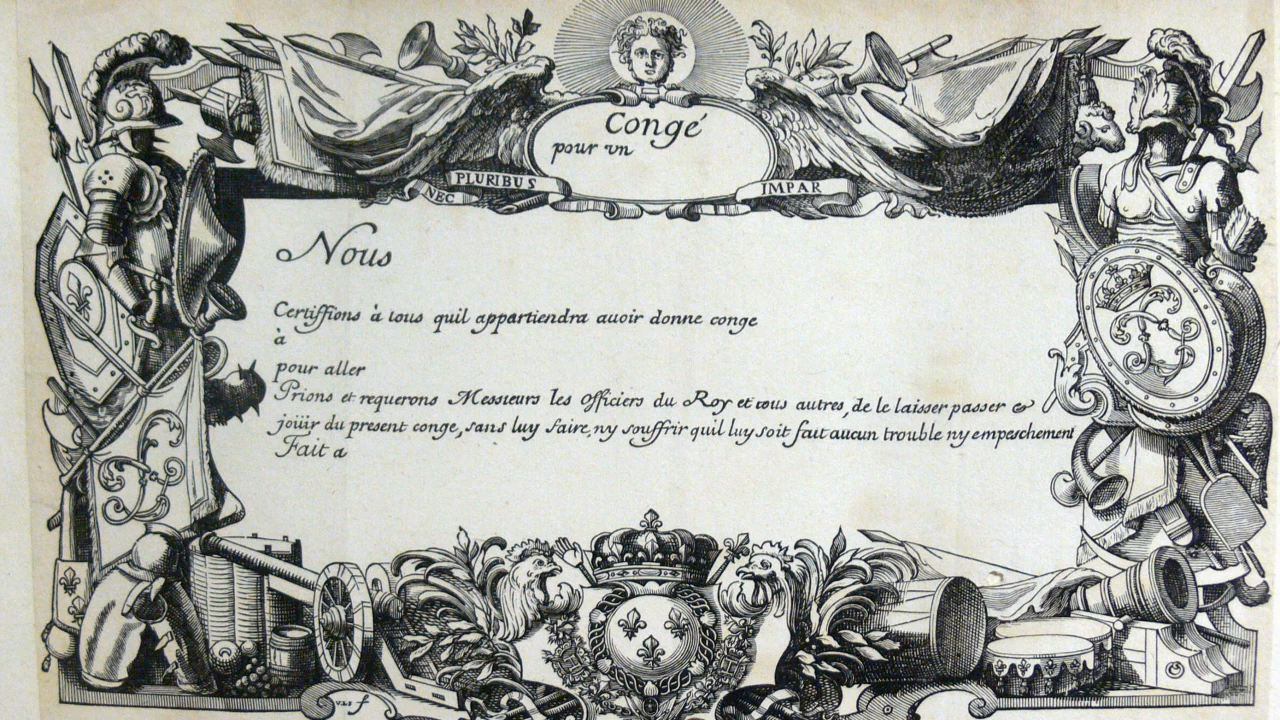 Congé
pour vn
NEC PLURIBUS IMPAR
Nous
Certiffions à tous quil appartiendra auoir donne conge
à
pour aller
Prions et requerons Messieurs les Officiers du Roy et tous autres, de le laisser passer &
joüir du present conge, sans luy faire, ny souffrir quil luy soit fait aucun trouble ny empeschement
Fait a